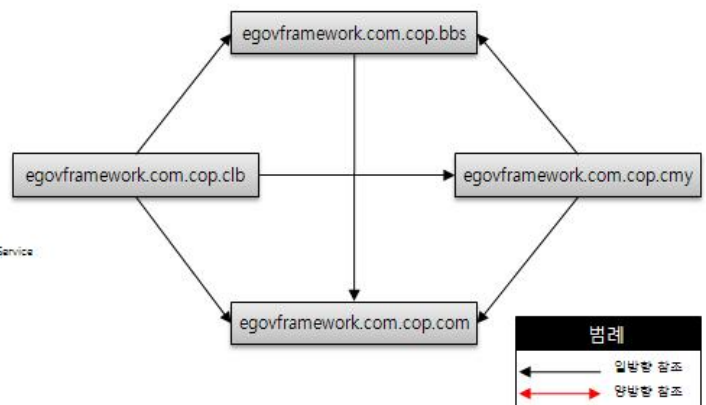 egovframework.com.cop.bbs
egovframework.com.cop.clb
egovframework.com.cop.cmy
Service
egovframework.com.cop.com
범례
일방향 참조
양방향 참조